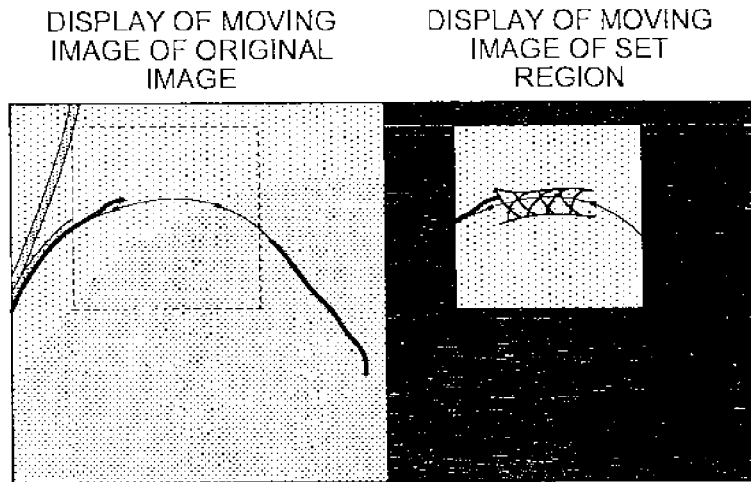 DISPLAY OF MOVING
IMAGE OF ORIGINAL
IMAGE
DISPLAY OF MOVING
IMAGE OF SET
REGION